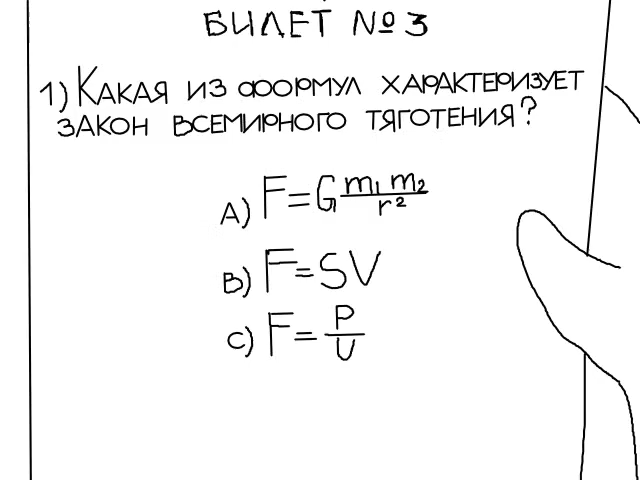 БИЛЕТ №3
1) КАКАЯ ИЗ ФОРМУЛ ХАРАКТЕРИЗУЕТ
ЗАКОН ВСЕМИРНОГО ТЯГОТЕНИЯ?
A) F=G m₁ m₂ / r²
B) F=SV
C) F= P / U